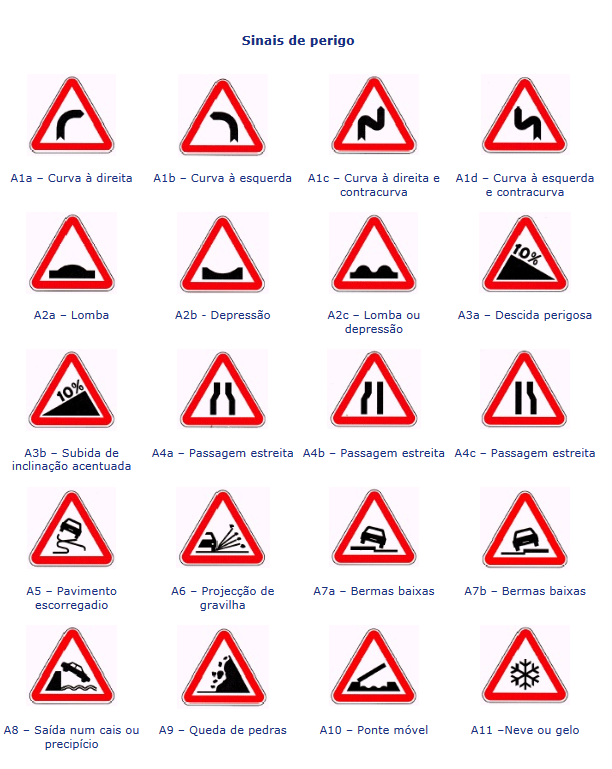 Sinais de perigo
A1a – Curva à direita
A1b – Curva à esquerda
A1c – Curva à direita e
contracurva
A1d – Curva à esquerda
e contracurva
A2a – Lomba
A2b - Depressão
A2c – Lomba ou
depressão
10%
A3a – Descida perigosa
10%
A3b – Subida de
inclinação acentuada
A4a – Passagem estreita
A4b – Passagem estreita
A4c – Passagem estreita
A5 – Pavimento
escorregadio
A6 – Projecção de
gravilha
A7a – Bermas baixas
A7b – Bermas baixas
A8 – Saída num cais ou
precipício
A9 – Queda de pedras
A10 – Ponte móvel
A11 –Neve ou gelo